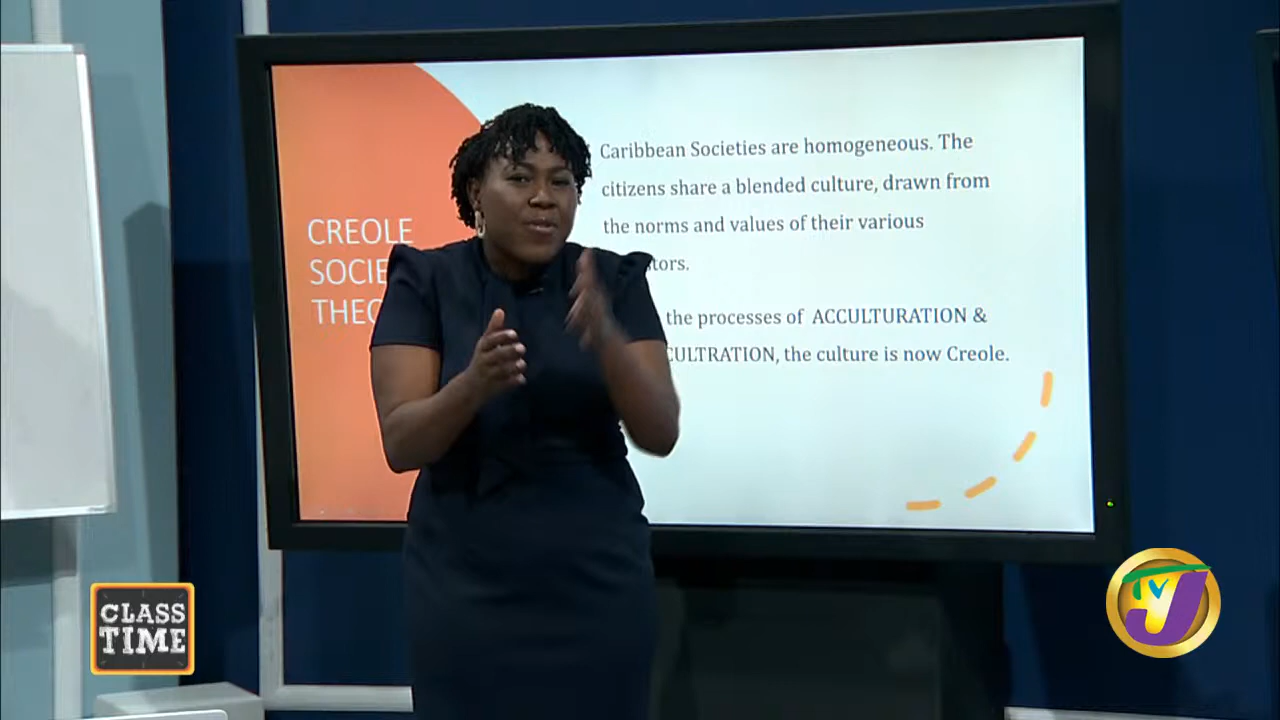 CREOLE
SOCIE
THEO
Caribbean Societies are homogeneous. The
citizens share a blended culture, drawn from
the norms and values of their various
tors.
the processes of ACCULTURATION &
CULTRATION, the culture is now Creole.
CLASS
TIME
TVJ